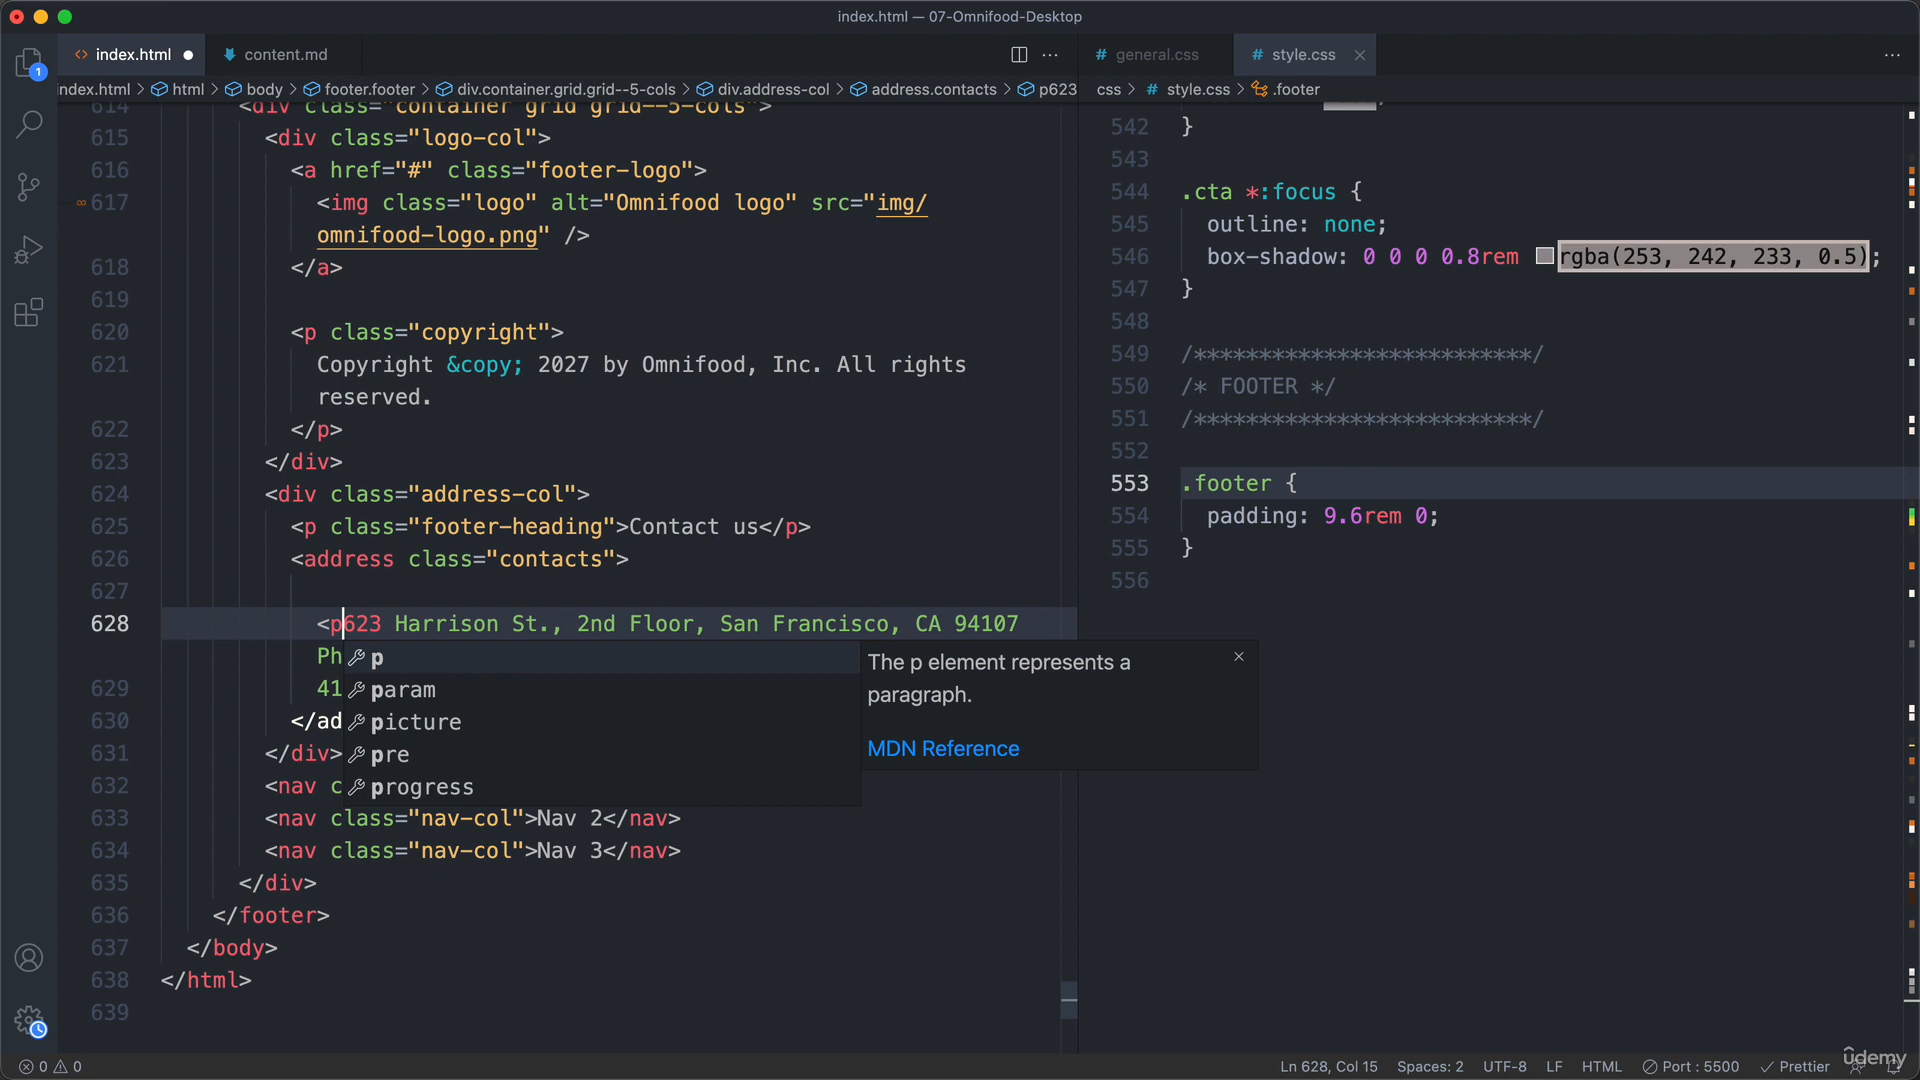 index.html — 07-Omnifood-Desktop
index.html
content.md
general.css
style.css
index.html > html > body > footer.footer > div.container.grid.grid--5-cols > div.address-col > address.contacts > p623
css > # style.css > .footer
1
614 <div class="container grid grid--5-cols">
615 <div class="logo-col">
616 <a href="#" class="footer-logo">
617 <img class="logo" alt="Omnifood logo" src="img/
omnifood-logo.png" />
618 </a>
619
620 <p class="copyright">
621 Copyright &copy; 2027 by Omnifood, Inc. All rights
reserved.
622 </p>
623 </div>
624 <div class="address-col">
625 <p class="footer-heading">Contact us</p>
626 <address class="contacts">
627
628 <p623 Harrison St., 2nd Floor, San Francisco, CA 94107
Ph
629 41
630 </ad
631 </div>
632 <nav c
633 <nav class="nav-col">Nav 2</nav>
634 <nav class="nav-col">Nav 3</nav>
635 </div>
636 </footer>
637 </body>
638 </html>
639
p
param
picture
pre
progress
The p element represents a
paragraph.
MDN Reference
542 }
543
544 .cta *:focus {
545 outline: none;
546 box-shadow: 0 0 0 0.8rem rgba(253, 242, 233, 0.5);
547 }
548
549 /**************************/
550 /* FOOTER */
551 /**************************/
552
553 .footer {
554 padding: 9.6rem 0;
555 }
556
0 0
Ln 628, Col 15 Spaces: 2 UTF-8 LF HTML Port : 5500 Prettier
udemy